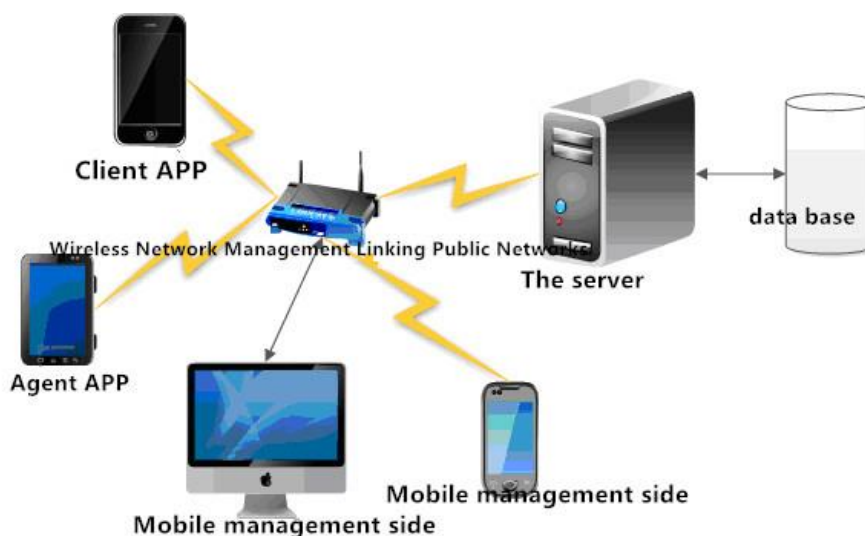 Client APP
data base
Wireless Network Management Linking Public Networks
The server
Agent APP
Mobile management side
Mobile management side